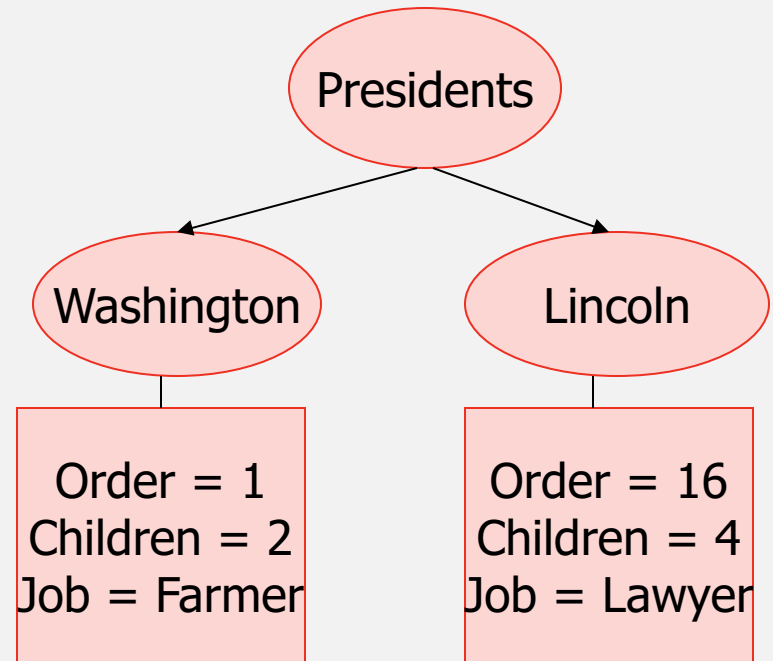 Presidents
Washington
Lincoln
Order = 1
Children = 2
Job = Farmer
Order = 16
Children = 4
Job = Lawyer